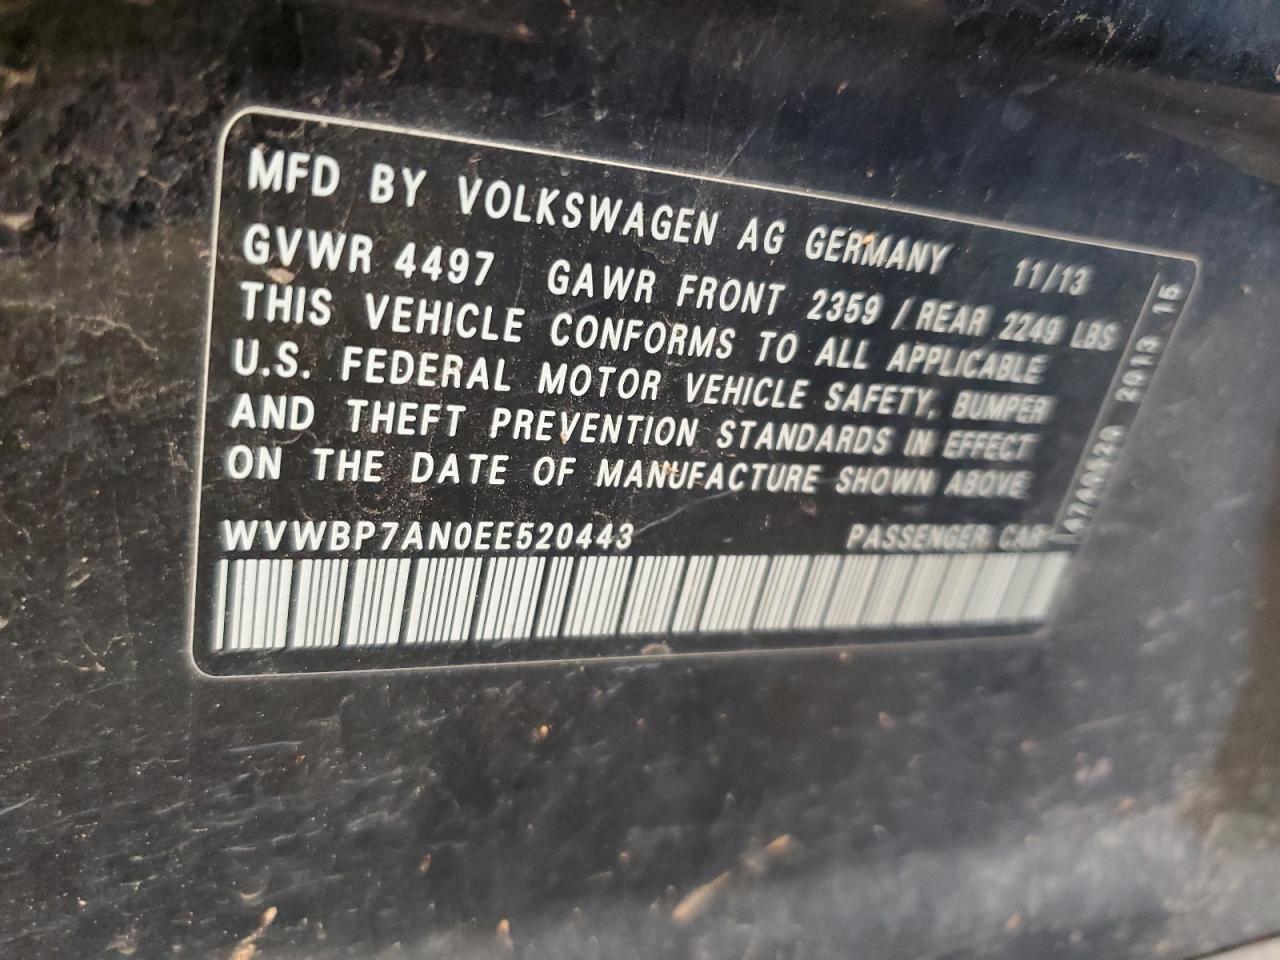 MFD BY VOLKSWAGEN AG GERMANY 11/13
GVWR 4497 GAWR FRONT 2359 / REAR 2249 LBS
THIS VEHICLE CONFORMS TO ALL APPLICABLE
U.S. FEDERAL MOTOR VEHICLE SAFETY, BUMPER
AND THEFT PREVENTION STANDARDS IN EFFECT
ON THE DATE OF MANUFACTURE SHOWN ABOVE
WVWBP7AN0EE520443 PASSENGER CAR
2013